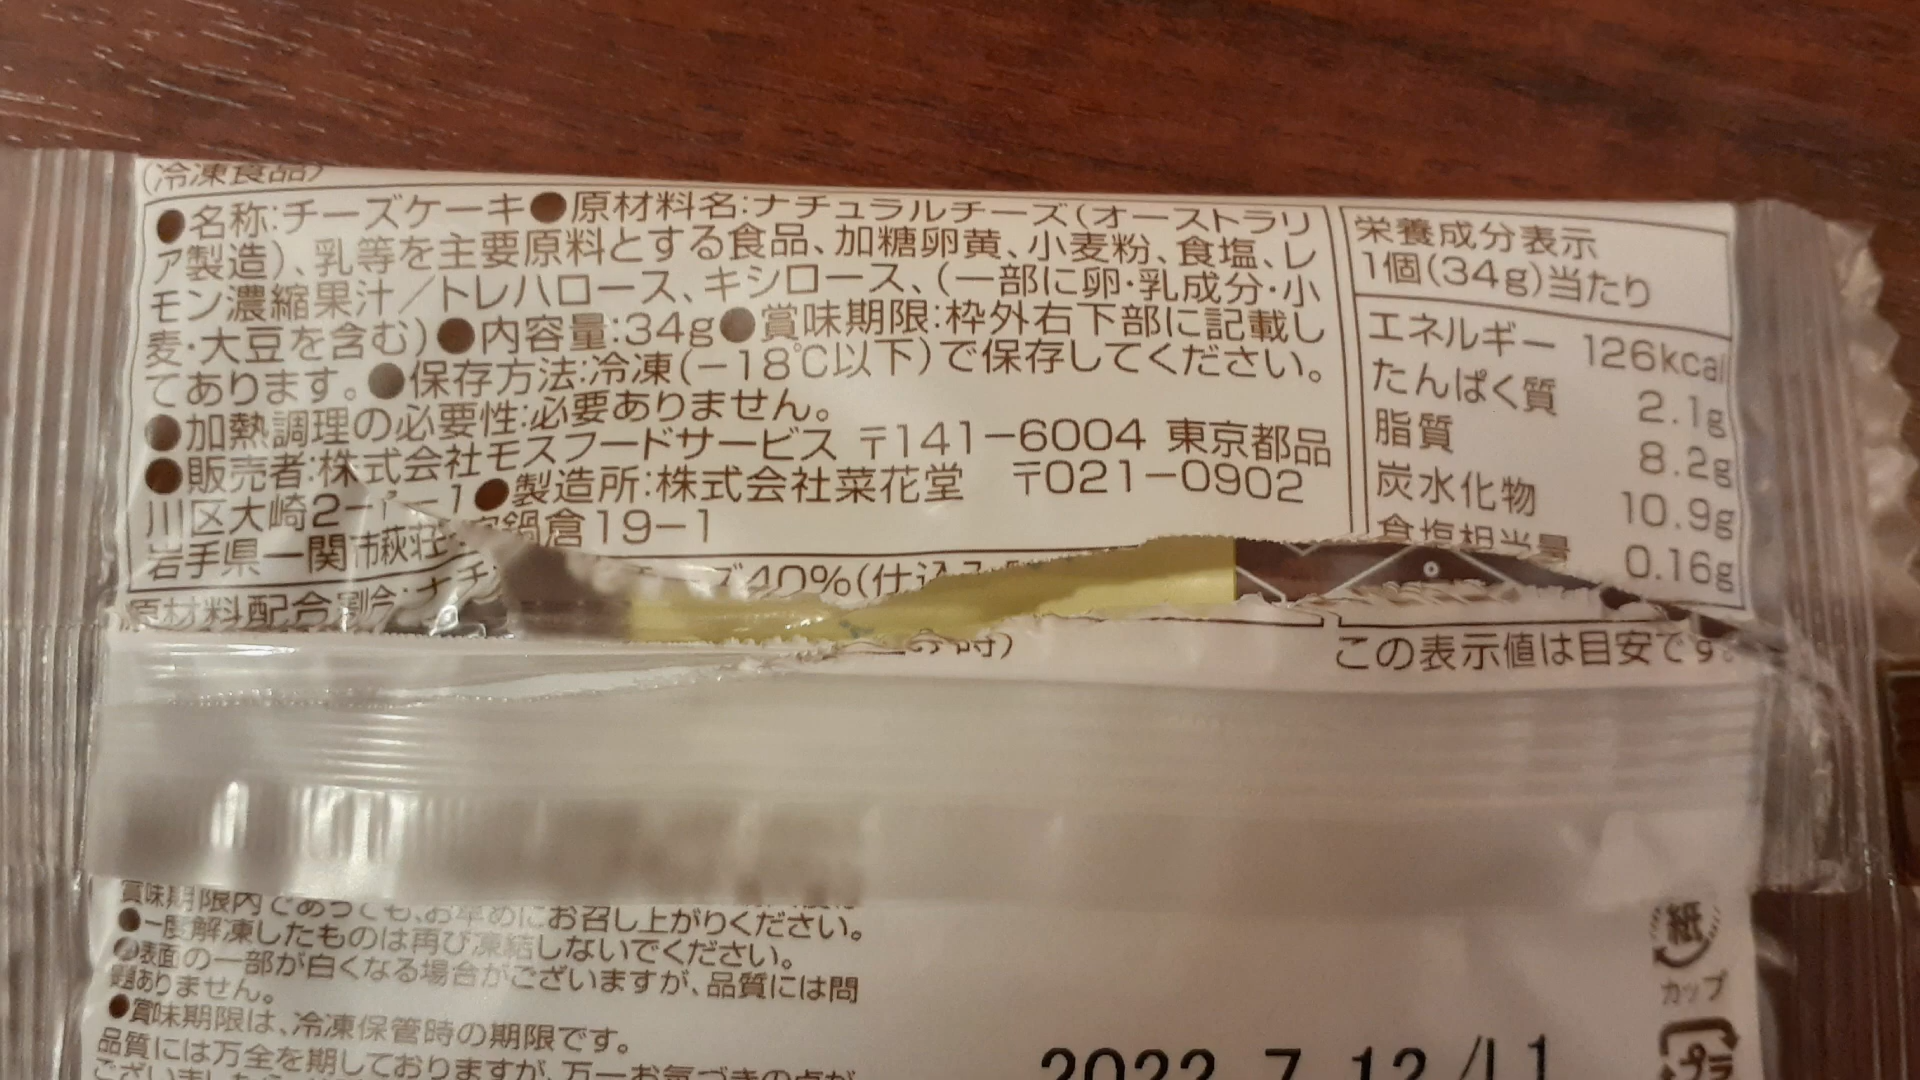 (冷凍食品)
●名称:チーズケーキ●原材料名:ナチュラルチーズ(オーストラリ
ア製造)、乳等を主要原料とする食品、加糖卵黄、小麦粉、食塩、レ
モン濃縮果汁/トレハロース、キシロース、(一部に卵・乳成分・小
麦・大豆を含む)●内容量:34g●賞味期限:枠外右下部に記載し
てあります。●保存方法:冷凍(-18℃以下)で保存してください。
●加熱調理の必要性:必要ありません。
●販売者:株式会社モスフードサービス 〒141-6004 東京都品
川区大崎2- -1●製造所:株式会社菜花堂 〒021-0902
岩手県一関市萩荘 鍋倉19-1
原材料配合割合:ナチ ズ40%(仕込 時)
栄養成分表示
1個(34g)当たり
エネルギー 126kcal
たんぱく質 2.1g
脂質 8.2g
炭水化物 10.9g
食塩相当量 0.16g
この表示値は目安です。
賞味期限内であっても、お早めにお召し上がりください。
●一度解凍したものは再び凍結しないでください。
●表面の一部が白くなる場合がございますが、品質には問
題ありません。
●賞味期限は、冷凍保管時の期限です。
品質には万全を期しておりますが、万一お気づきの点が
ございましたら
紙
カップ
プラ
2022.7.12/L1